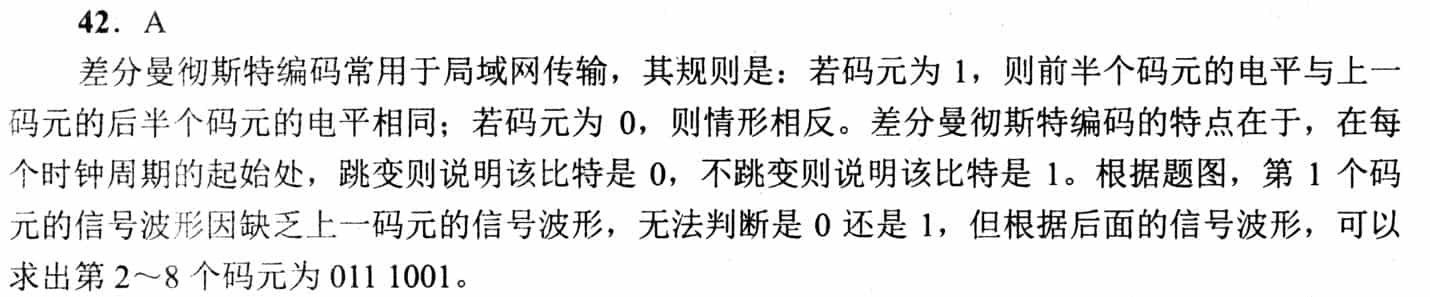 42. A
差分曼彻斯特编码常用于局域网传输，其规则是：若码元为 1，则前半个码元的电平与上一
码元的后半个码元的电平相同；若码元为 0，则情形相反。差分曼彻斯特编码的特点在于，在每
个时钟周期的起始处，跳变则说明该比特是 0，不跳变则说明该比特是 1。根据题图，第 1 个码
元的信号波形因缺乏上一码元的信号波形，无法判断是 0 还是 1，但根据后面的信号波形，可以
求出第 2～8 个码元为 011 1001。